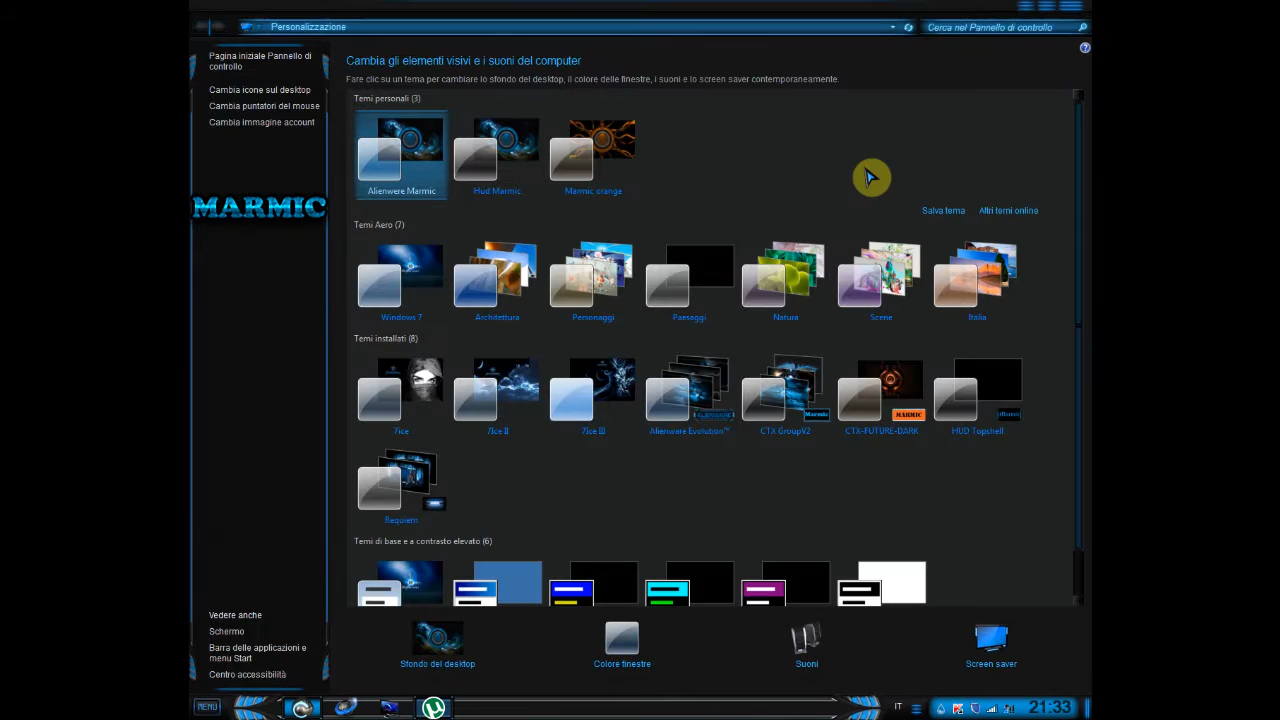 Personalizzazione
Cerca nel Pannello di controllo
Pagina iniziale Pannello di
controllo
Cambia icone sul desktop
Cambia puntatori del mouse
Cambia immagine account
MARMIC
Cambia gli elementi visivi e i suoni del computer
Fare clic su un tema per cambiare lo sfondo del desktop, il colore delle finestre, i suoni e lo screen saver contemporaneamente.
Temi personali (3)
Alienwere Marmic
Hud Marmic
Marmic orange
Salva tema
Altri temi online
Temi Aero (7)
Windows 7
Architettura
Personaggi
Paesaggi
Natura
Scene
Italia
Temi installati (8)
ALIENWARE
Marmic
MARMIC
Marmic
7ice
7Ice II
7Ice III
Alienware Evolution™
CTX GroupV2
CTX-FUTURE-DARK
HUD Topshell
Requiem
Temi di base e a contrasto elevato (6)
Vedere anche
Schermo
Barra delle applicazioni e
menu Start
Centro accessibilità
Sfondo del desktop
Colore finestre
Suoni
Screen saver
MENU
IT
21:33